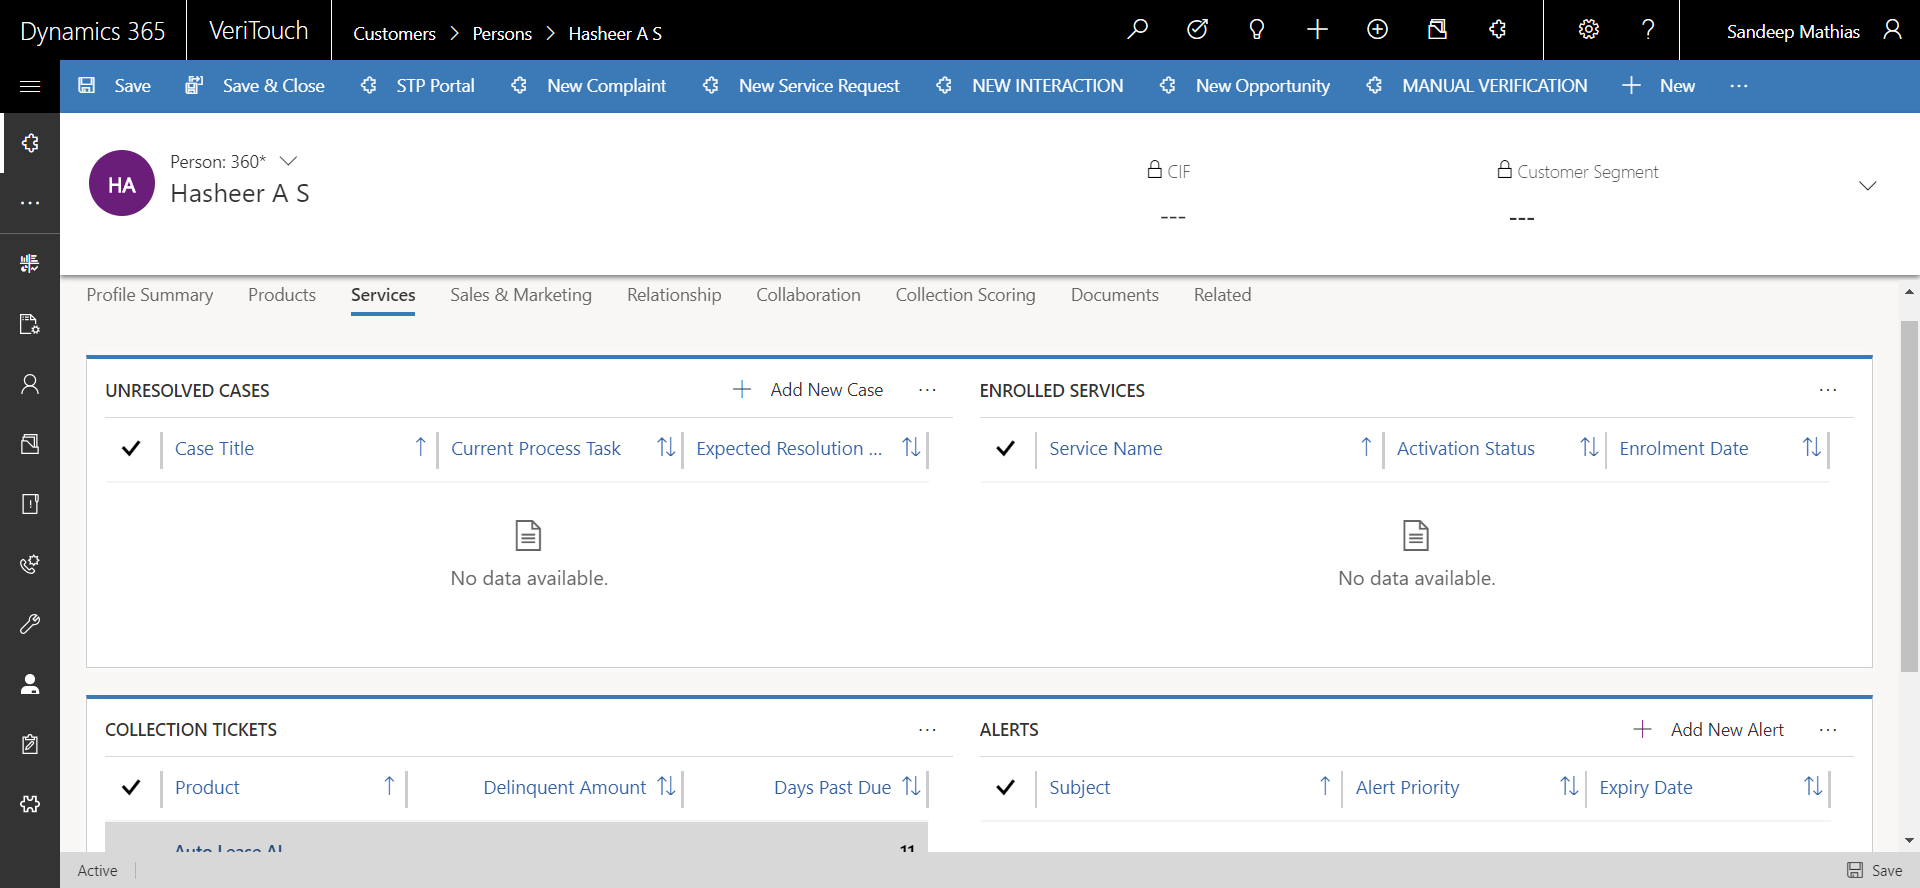 Dynamics 365
VeriTouch
Customers > Persons > Hasheer A S
Sandeep Mathias
Save
Save & Close
STP Portal
New Complaint
New Service Request
NEW INTERACTION
New Opportunity
MANUAL VERIFICATION
New
HA
Person: 360*
Hasheer A S
CIF
---
Customer Segment
---
Profile Summary
Products
Services
Sales & Marketing
Relationship
Collaboration
Collection Scoring
Documents
Related
UNRESOLVED CASES
Add New Case
Case Title
Current Process Task
Expected Resolution ...
No data available.
ENROLLED SERVICES
Service Name
Activation Status
Enrolment Date
No data available.
COLLECTION TICKETS
Product
Delinquent Amount
Days Past Due
Auto Lease AL
11
ALERTS
Add New Alert
Subject
Alert Priority
Expiry Date
Active
Save